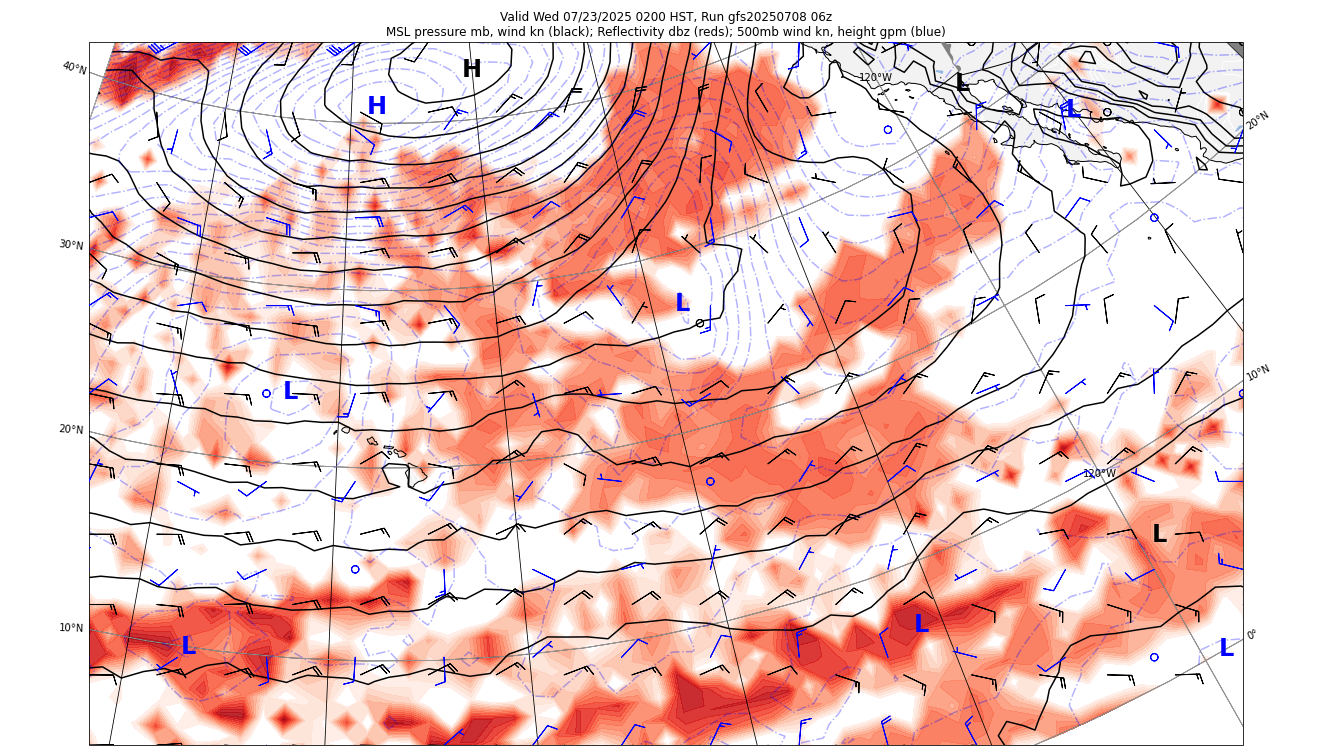 Valid Wed 07/23/2025 0200 HST, Run gfs20250708 06z
MSL pressure mb, wind kn (black); Reflectivity dbz (reds); 500mb wind kn, height gpm (blue)
40°N
H
H
120°W
L
L
20°N
30°N
L
L
10°N
20°N
120°W
L
10°N
L
L
0°
L